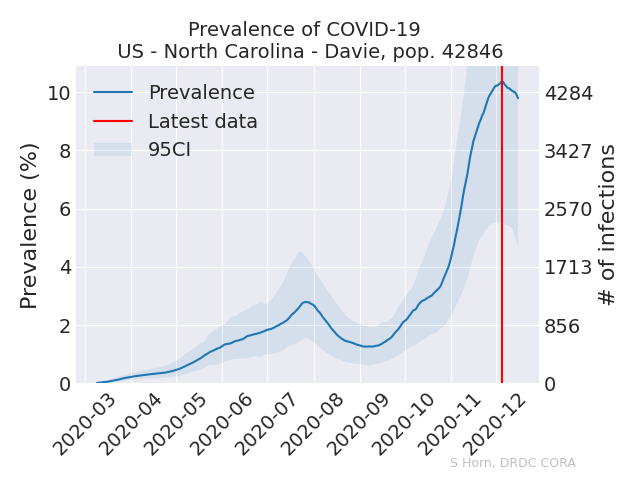 Prevalence of COVID-19
US - North Carolina - Davie, pop. 42846
Prevalence
Latest data
95CI
Prevalence (%)
10
8
6
4
2
0
4284
3427
2570
1713
856
0
# of infections
2020-03
2020-04
2020-05
2020-06
2020-07
2020-08
2020-09
2020-10
2020-11
2020-12
S Horn, DRDC CORA